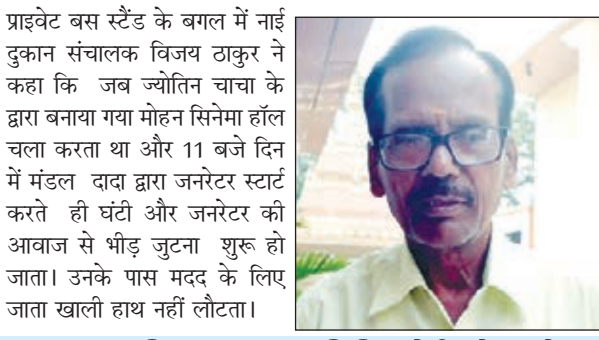 प्राइवेट बस स्टैंड के बगल में नाई
दुकान संचालक विजय ठाकुर ने
कहा कि जब ज्योतिन चाचा के
द्वारा बनाया गया मोहन सिनेमा हॉल
चला करता था और 11 बजे दिन
में मंडल दादा द्वारा जनरेटर स्टार्ट
करते ही घंटी और जनरेटर की
आवाज से भीड़ जुटना शुरू हो
जाता। उनके पास मदद के लिए
जाता खाली हाथ नहीं लौटता।